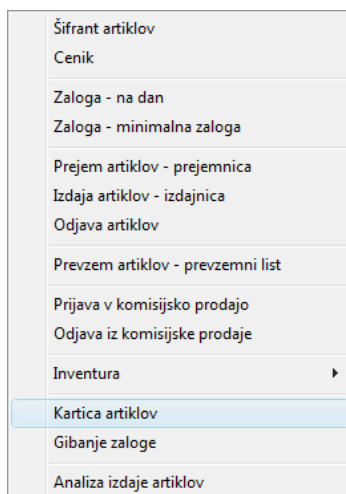 Šifrant artiklov
Cenik
Zaloga - na dan
Zaloga - minimalna zaloga
Prejem artiklov - prejemnica
Izdaja artiklov - izdajnica
Odjava artiklov
Prevzem artiklov - prevzemni list
Prijava v komisijsko prodajo
Odjava iz komisijske prodaje
Inventura
Kartica artiklov
Gibanje zaloge
Analiza izdaje artiklov